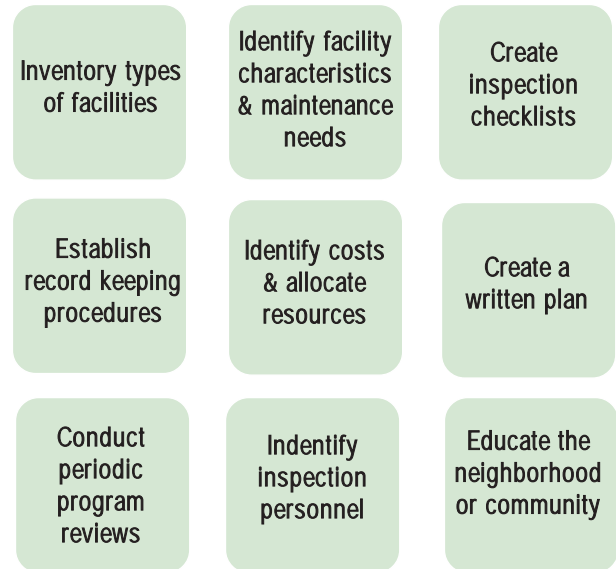 Inventory types
of facilities
Identify facility
characteristics
& maintenance
needs
Create
inspection
checklists
Establish
record keeping
procedures
Identify costs
& allocate
resources
Create a
written plan
Conduct
periodic
program
reviews
Indentify
inspection
personnel
Educate the
neighborhood
or community